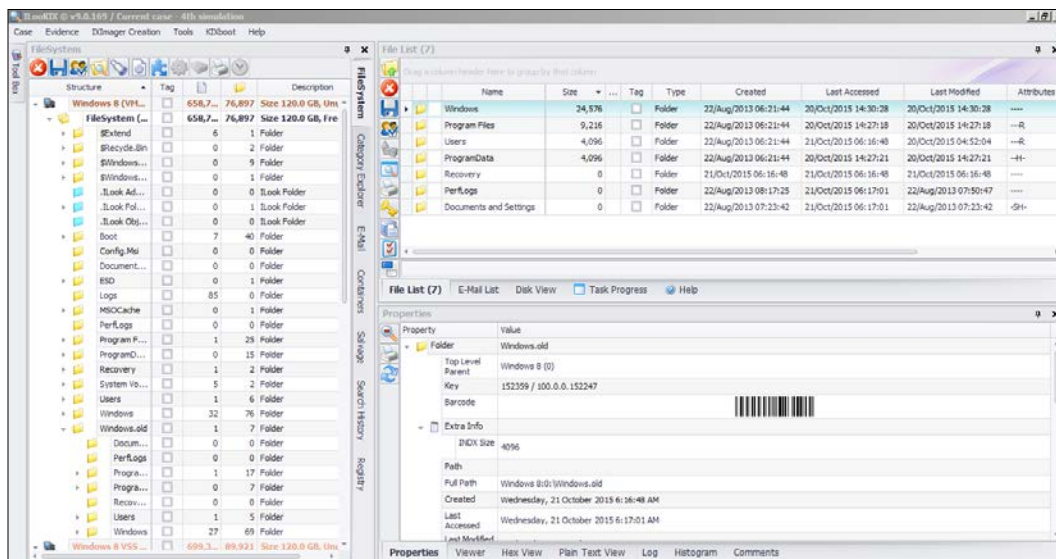 ILooKIX © v9.0.169 / Current case - 4th simulation
Case Evidence IXImager Creation Tools KIXboot Help
Tool Box
FileSystem
Structure Tag Description
Windows 8 (VH... 658,7... 76,897 Size 120.0 GB, Unu
FileSystem (... 658,7... 76,897 Size 120.0 GB, Fre
$Extend 6 1 Folder
$Recycle.Bin 0 2 Folder
$Windows... 0 9 Folder
$Windows... 0 1 Folder
.ILook Ad... 0 0 ILook Folder
.ILook Fol... 0 1 ILook Folder
.ILook Obj... 0 0 ILook Folder
Boot 7 40 Folder
Config.Msi 0 0 Folder
Document... 0 0 Folder
ESD 0 1 Folder
Logs 85 0 Folder
MSOCache 0 1 Folder
PerfLogs 0 0 Folder
Program F... 1 25 Folder
ProgramD... 0 15 Folder
Recovery 1 2 Folder
System Vo... 5 2 Folder
Users 1 6 Folder
Windows 32 76 Folder
Windows.old 1 7 Folder
Docum... 0 0 Folder
PerfLogs 0 0 Folder
Progra... 1 17 Folder
Progra... 0 7 Folder
Recov... 0 0 Folder
Users 1 5 Folder
Windows 27 69 Folder
Windows 8 VSS ... 699,3... 89,921 Size 120.0 GB, Unu
FileSystem
Category Explorer
E-Mail
Containers
Salvage
Search History
Registry
File List (7)
Drag a column header here to group by that column
Name Size ... Tag Type Created Last Accessed Last Modified Attributes
Windows 24,576 Folder 22/Aug/2013 06:21:44 20/Oct/2015 14:30:28 20/Oct/2015 14:30:28 ----
Program Files 9,216 Folder 22/Aug/2013 06:21:44 20/Oct/2015 14:27:18 20/Oct/2015 14:27:18 ---R
Users 4,096 Folder 22/Aug/2013 06:21:44 21/Oct/2015 06:16:48 20/Oct/2015 04:52:04 ---R
ProgramData 4,096 Folder 22/Aug/2013 06:21:44 20/Oct/2015 14:27:21 20/Oct/2015 14:27:21 --H-
Recovery 0 Folder 21/Oct/2015 06:16:48 21/Oct/2015 06:16:48 21/Oct/2015 06:16:48 ----
PerfLogs 0 Folder 22/Aug/2013 08:17:25 21/Oct/2015 06:17:01 22/Aug/2013 07:50:47 ----
Documents and Settings 0 Folder 22/Aug/2013 07:23:42 21/Oct/2015 06:17:01 22/Aug/2013 07:23:42 -SH-
File List (7) E-Mail List Disk View Task Progress Help
Properties
Property Value
Folder Windows.old
Top Level Parent Windows 8 (0)
Key 152359 / 100.0.0.152247
Barcode
Extra Info
INDX Size 4096
Path
Full Path Windows 8:0:\Windows.old
Created Wednesday, 21 October 2015 6:16:48 AM
Last Accessed Wednesday, 21 October 2015 6:17:01 AM
Last Modified
Properties Viewer Hex View Plain Text View Log Histogram Comments